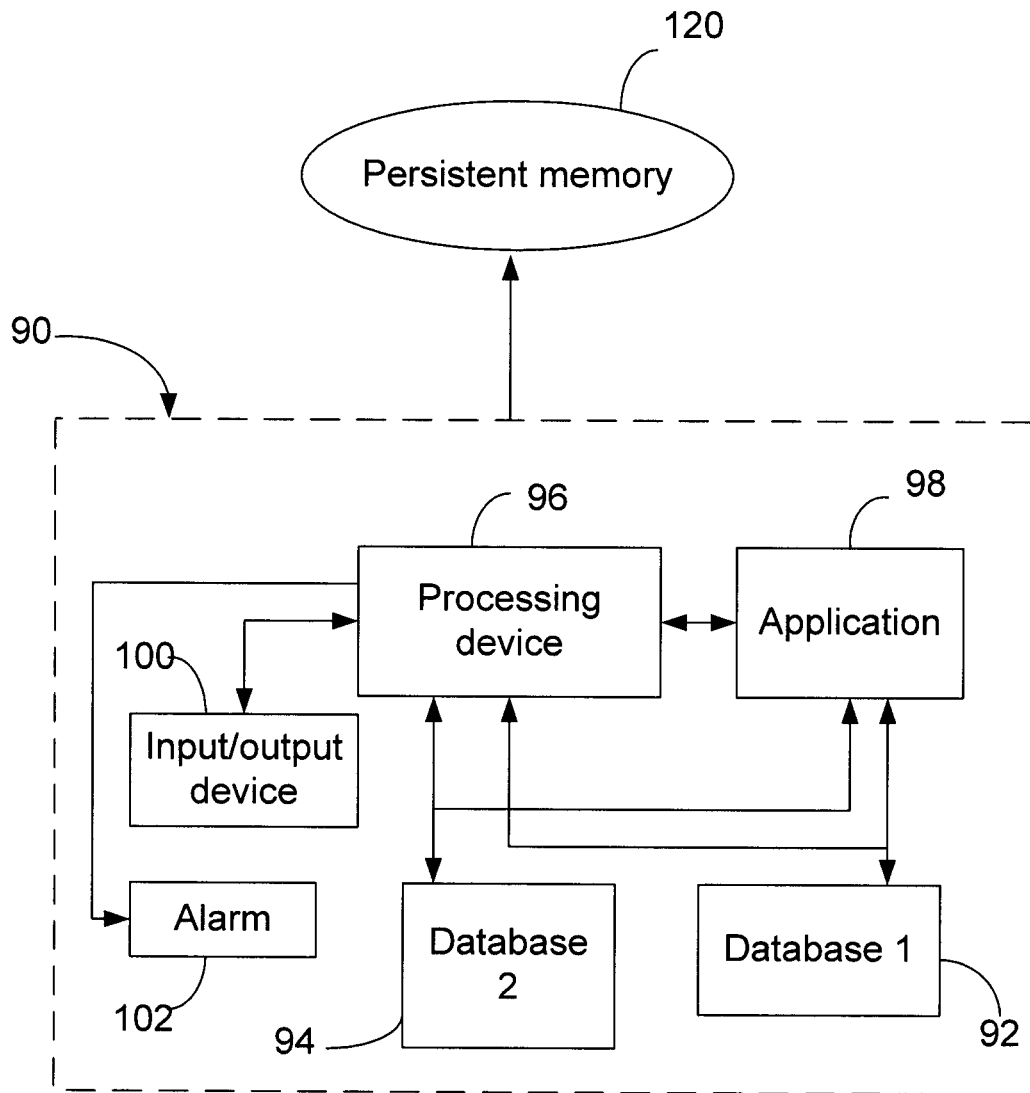 120
Persistent memory
90
96
98
Processing
device
Application
100
Input/output
device
Alarm
102
Database
2
94
Database 1
92